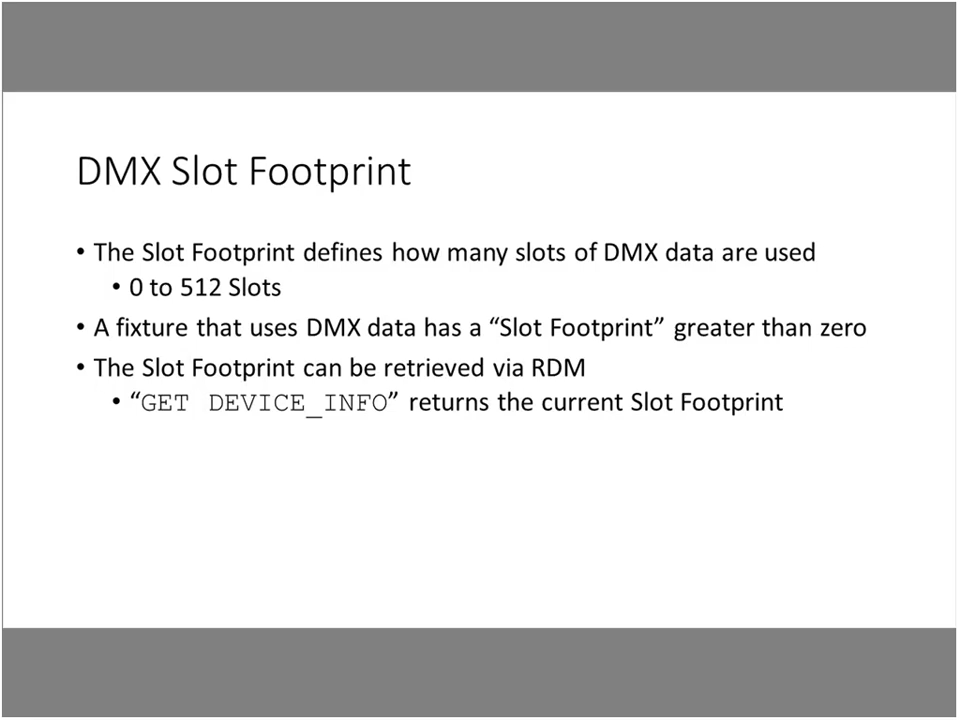 DMX Slot Footprint
• The Slot Footprint defines how many slots of DMX data are used
• 0 to 512 Slots
• A fixture that uses DMX data has a “Slot Footprint” greater than zero
• The Slot Footprint can be retrieved via RDM
• “GET DEVICE_INFO” returns the current Slot Footprint